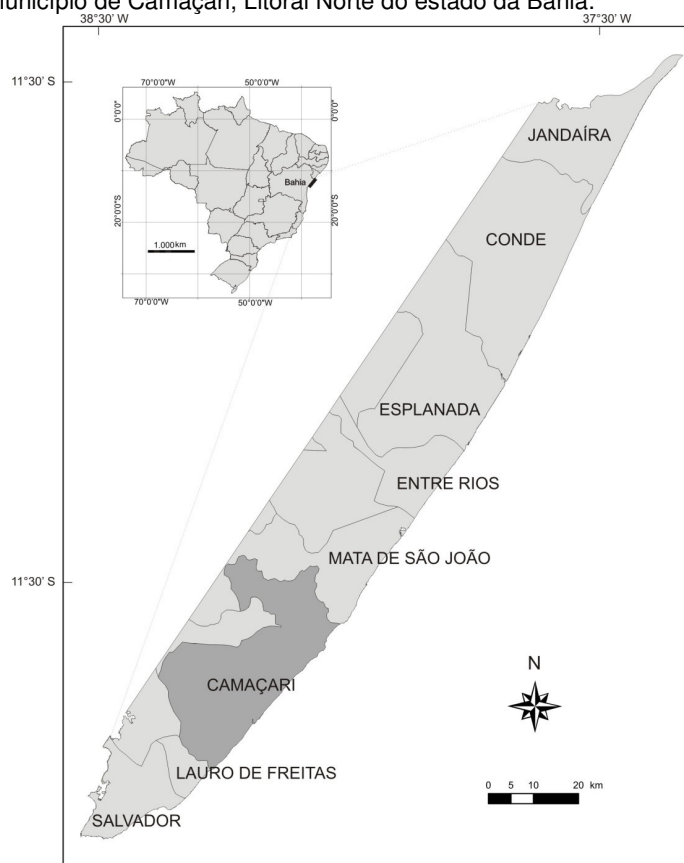 unicípio de Camaçari, Litoral Norte do estado da Bahia.
38°30' W 37°30' W
11°30' S
70°0'0"W 50°0'0"W
0°0'0" 0°0'0"
JANDAÍRA
Bahia
20°0'0"S 20°0'0"S
CONDE
1.000km
70°0'0"W 50°0'0"W
ESPLANADA
ENTRE RIOS
MATA DE SÃO JOÃO
11°30' S
N
CAMAÇARI
LAURO DE FREITAS
0 5 10 20 km
SALVADOR